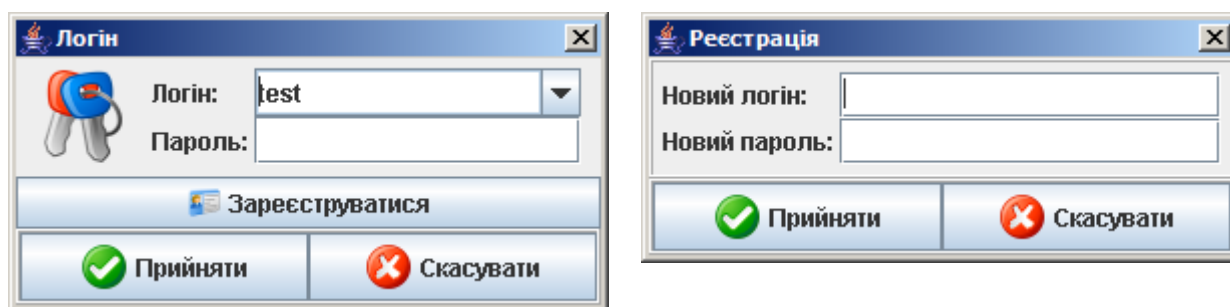 Логін
Логін: test
Пароль:
Зареєструватися
Прийняти Скасувати
Реєстрація
Новий логін:
Новий пароль:
Прийняти Скасувати